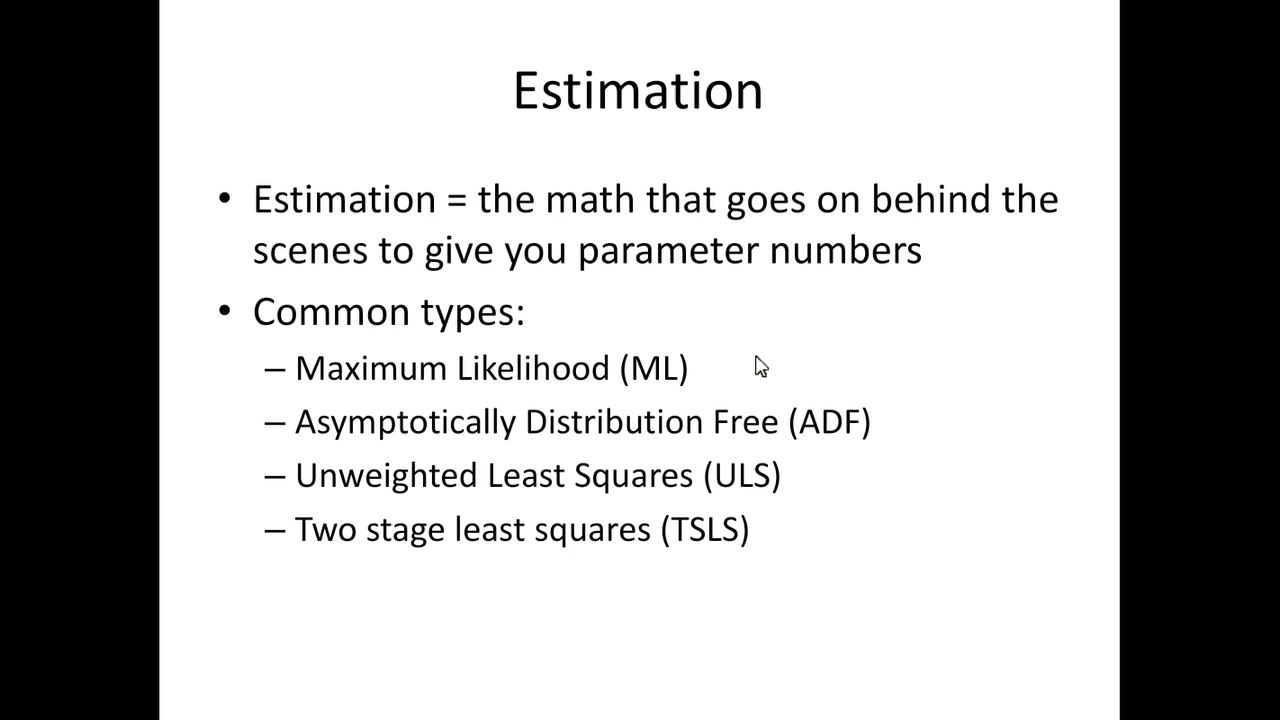 Estimation
• Estimation = the math that goes on behind the
scenes to give you parameter numbers
• Common types:
– Maximum Likelihood (ML)
– Asymptotically Distribution Free (ADF)
– Unweighted Least Squares (ULS)
– Two stage least squares (TSLS)